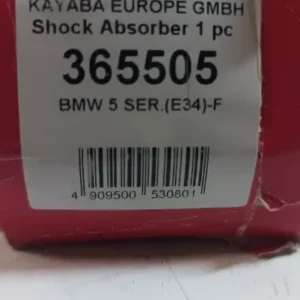 KAYABA EUROPE GMBH
Shock Absorber 1 pc
365505
BMW 5 SER.(E34)-F
4 909500 530801